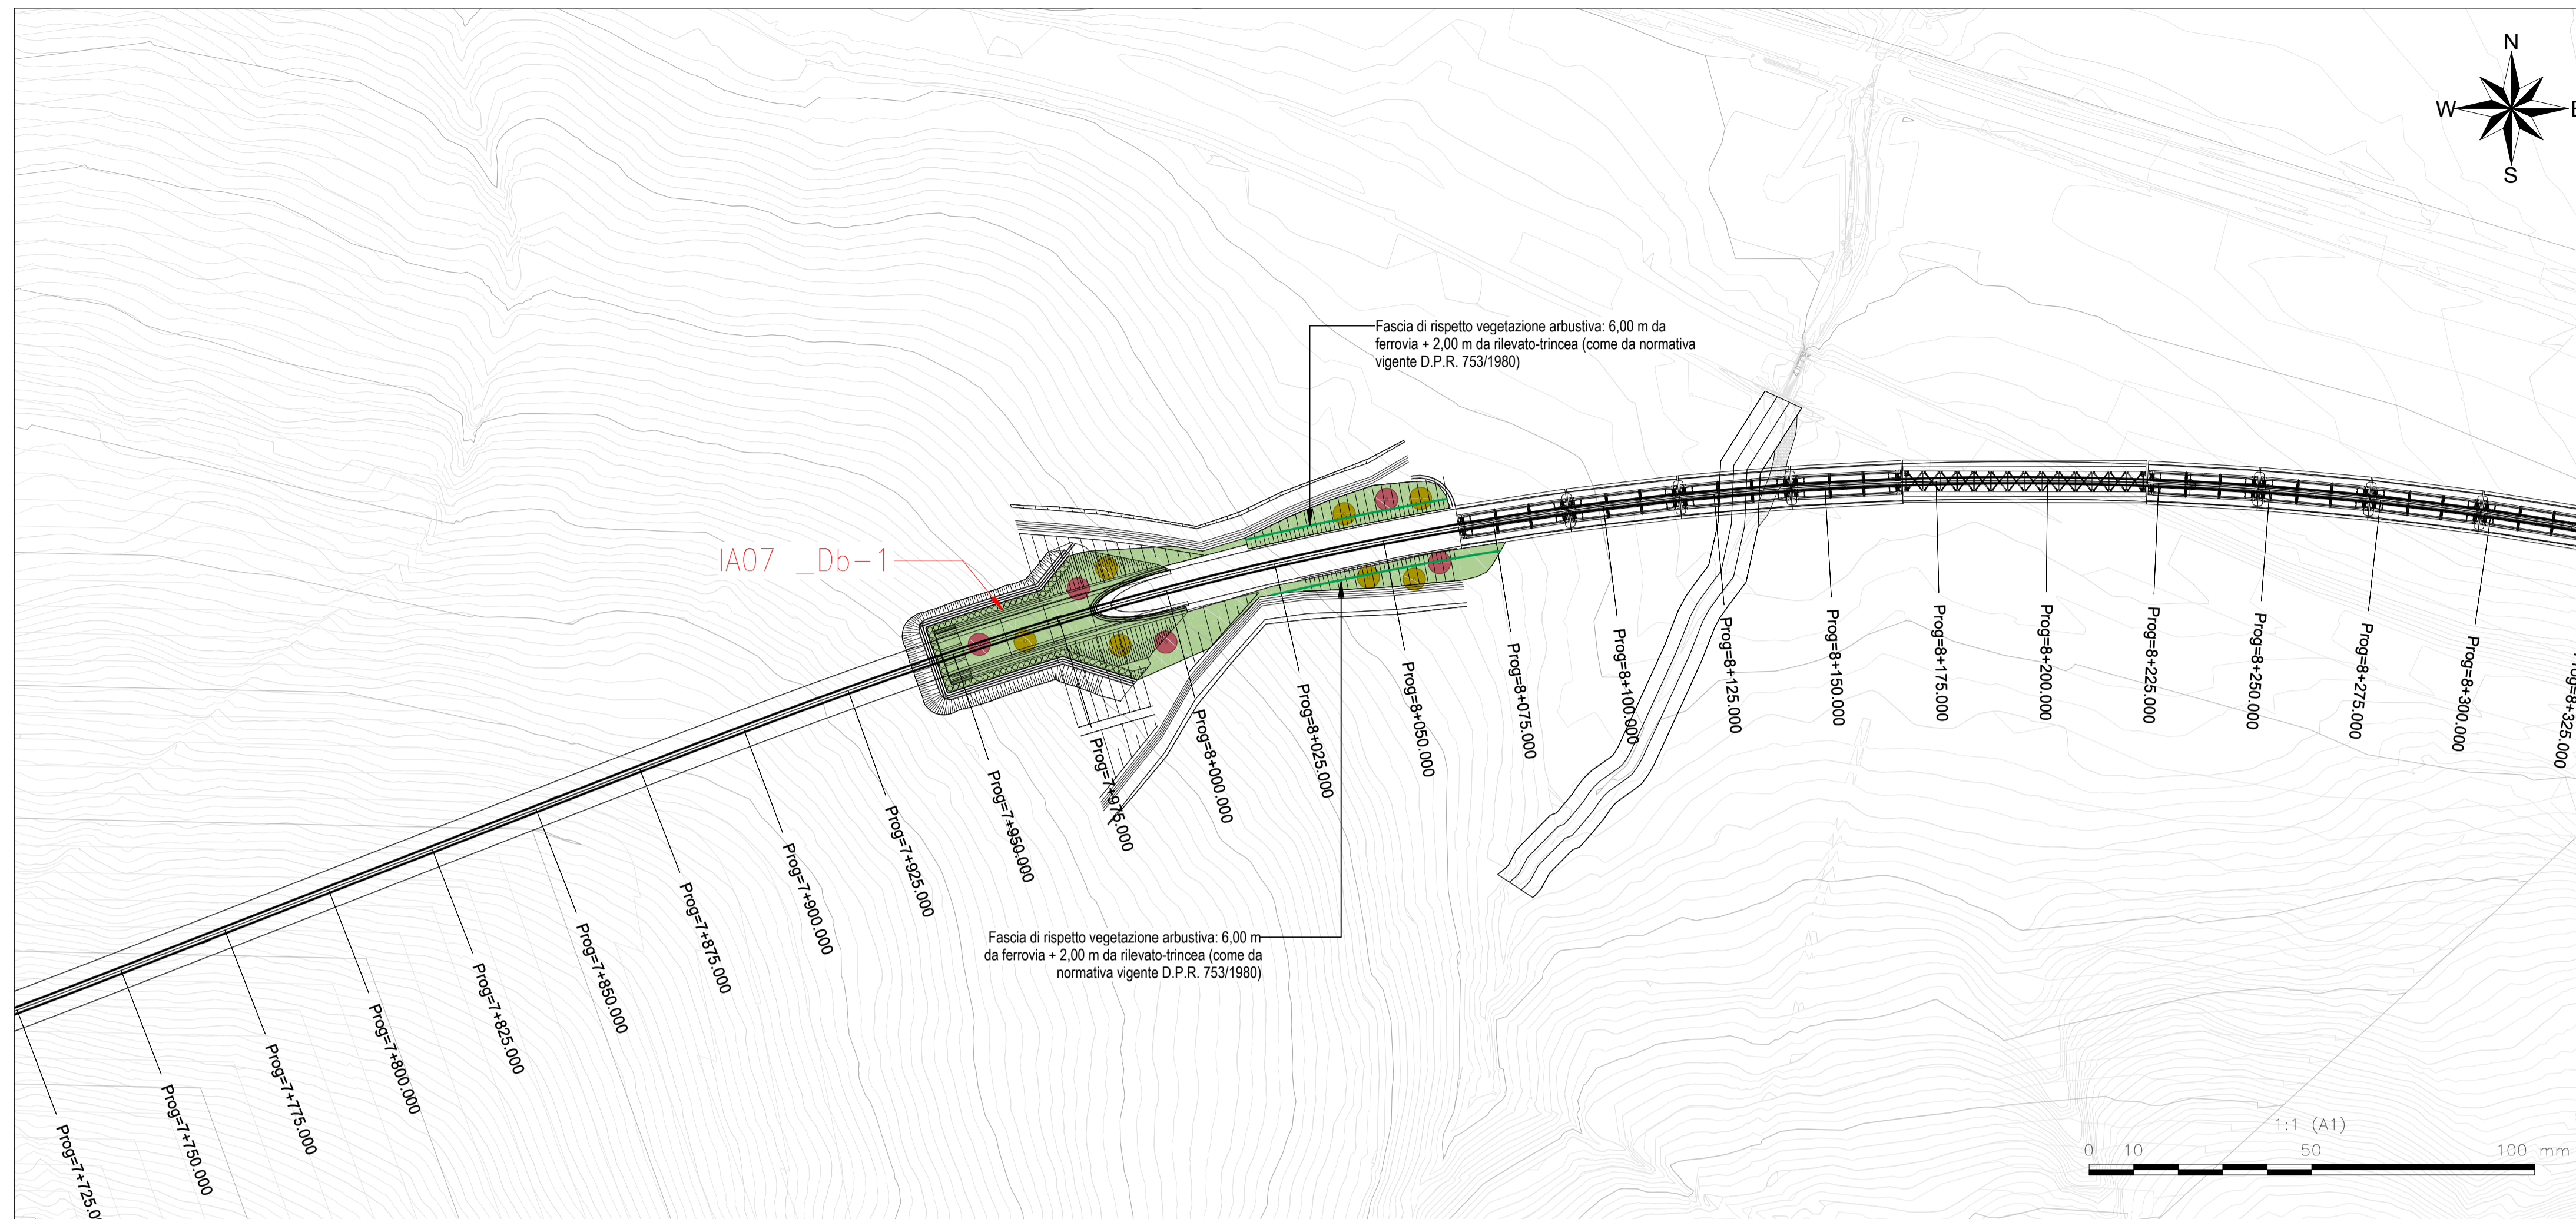 N
W
E
S
Fascia di rispetto vegetazione arbustiva: 6,00 m da
ferrovia + 2,00 m da rilevato-trincea (come da normativa
vigente D.P.R. 753/1980)
IA07 _Db-1
Fascia di rispetto vegetazione arbustiva: 6,00 m
da ferrovia + 2,00 m da rilevato-trincea (come da
normativa vigente D.P.R. 753/1980)
Prog=7+725.0
Prog=7+750.000
Prog=7+775.000
Prog=7+800.000
Prog=7+825.000
Prog=7+850.000
Prog=7+875.000
Prog=7+900.000
Prog=7+925.000
Prog=7+950.000
Prog=7+975.000
Prog=8+000.000
Prog=8+025.000
Prog=8+050.000
Prog=8+075.000
Prog=8+100.000
Prog=8+125.000
Prog=8+150.000
Prog=8+175.000
Prog=8+200.000
Prog=8+225.000
Prog=8+250.000
Prog=8+275.000
Prog=8+300.000
Prog=8+325.000
1:1 (A1)
0 10 50 100 mm